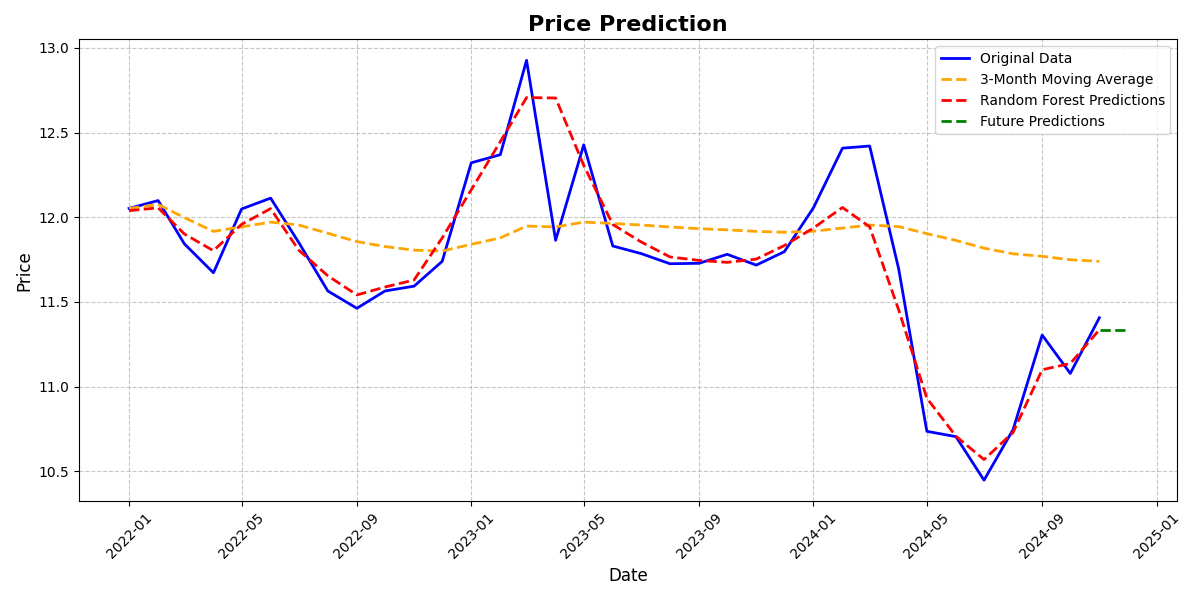 Price Prediction
Original Data
3-Month Moving Average
Random Forest Predictions
Future Predictions
Price
13.0
12.5
12.0
11.5
11.0
10.5
2022-01
2022-05
2022-09
2023-01
2023-05
2023-09
2024-01
2024-05
2024-09
2025-01
Date